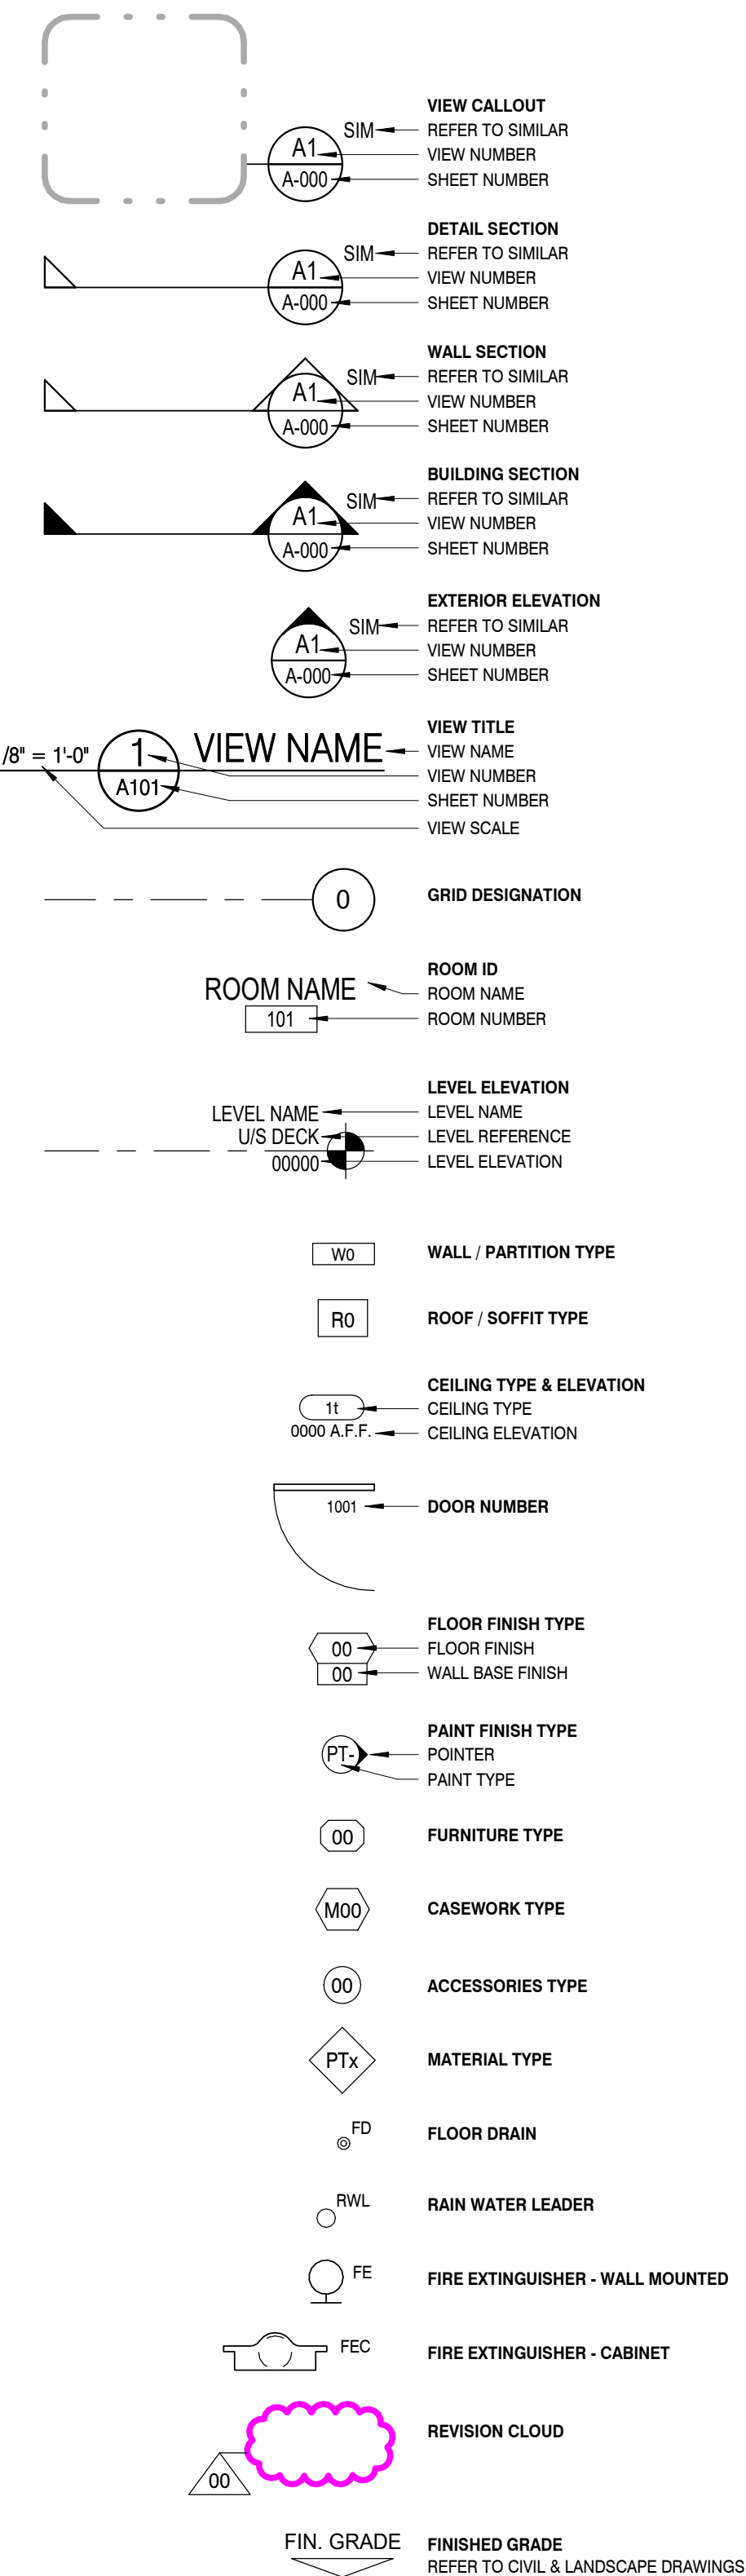 VIEW CALLOUT
SIM REFER TO SIMILAR
A1 VIEW NUMBER
A-000 SHEET NUMBER
DETAIL SECTION
SIM REFER TO SIMILAR
A1 VIEW NUMBER
A-000 SHEET NUMBER
WALL SECTION
SIM REFER TO SIMILAR
A1 VIEW NUMBER
A-000 SHEET NUMBER
BUILDING SECTION
SIM REFER TO SIMILAR
A1 VIEW NUMBER
A-000 SHEET NUMBER
EXTERIOR ELEVATION
SIM REFER TO SIMILAR
A1 VIEW NUMBER
A-000 SHEET NUMBER
VIEW TITLE
/8" = 1'-0" 1 VIEW NAME VIEW NAME
VIEW NUMBER
A101 SHEET NUMBER
VIEW SCALE
0 GRID DESIGNATION
ROOM ID
ROOM NAME ROOM NAME
101 ROOM NUMBER
LEVEL ELEVATION
LEVEL NAME LEVEL NAME
U/S DECK LEVEL REFERENCE
00000 LEVEL ELEVATION
W0 WALL / PARTITION TYPE
R0 ROOF / SOFFIT TYPE
CEILING TYPE & ELEVATION
1t CEILING TYPE
0000 A.F.F. CEILING ELEVATION
1001 DOOR NUMBER
FLOOR FINISH TYPE
00 FLOOR FINISH
00 WALL BASE FINISH
PAINT FINISH TYPE
PT- POINTER
PAINT TYPE
00 FURNITURE TYPE
M00 CASEWORK TYPE
00 ACCESSORIES TYPE
PTx MATERIAL TYPE
FD FLOOR DRAIN
RWL RAIN WATER LEADER
FE FIRE EXTINGUISHER - WALL MOUNTED
FEC FIRE EXTINGUISHER - CABINET
REVISION CLOUD
00
FIN. GRADE FINISHED GRADE
REFER TO CIVIL & LANDSCAPE DRAWINGS